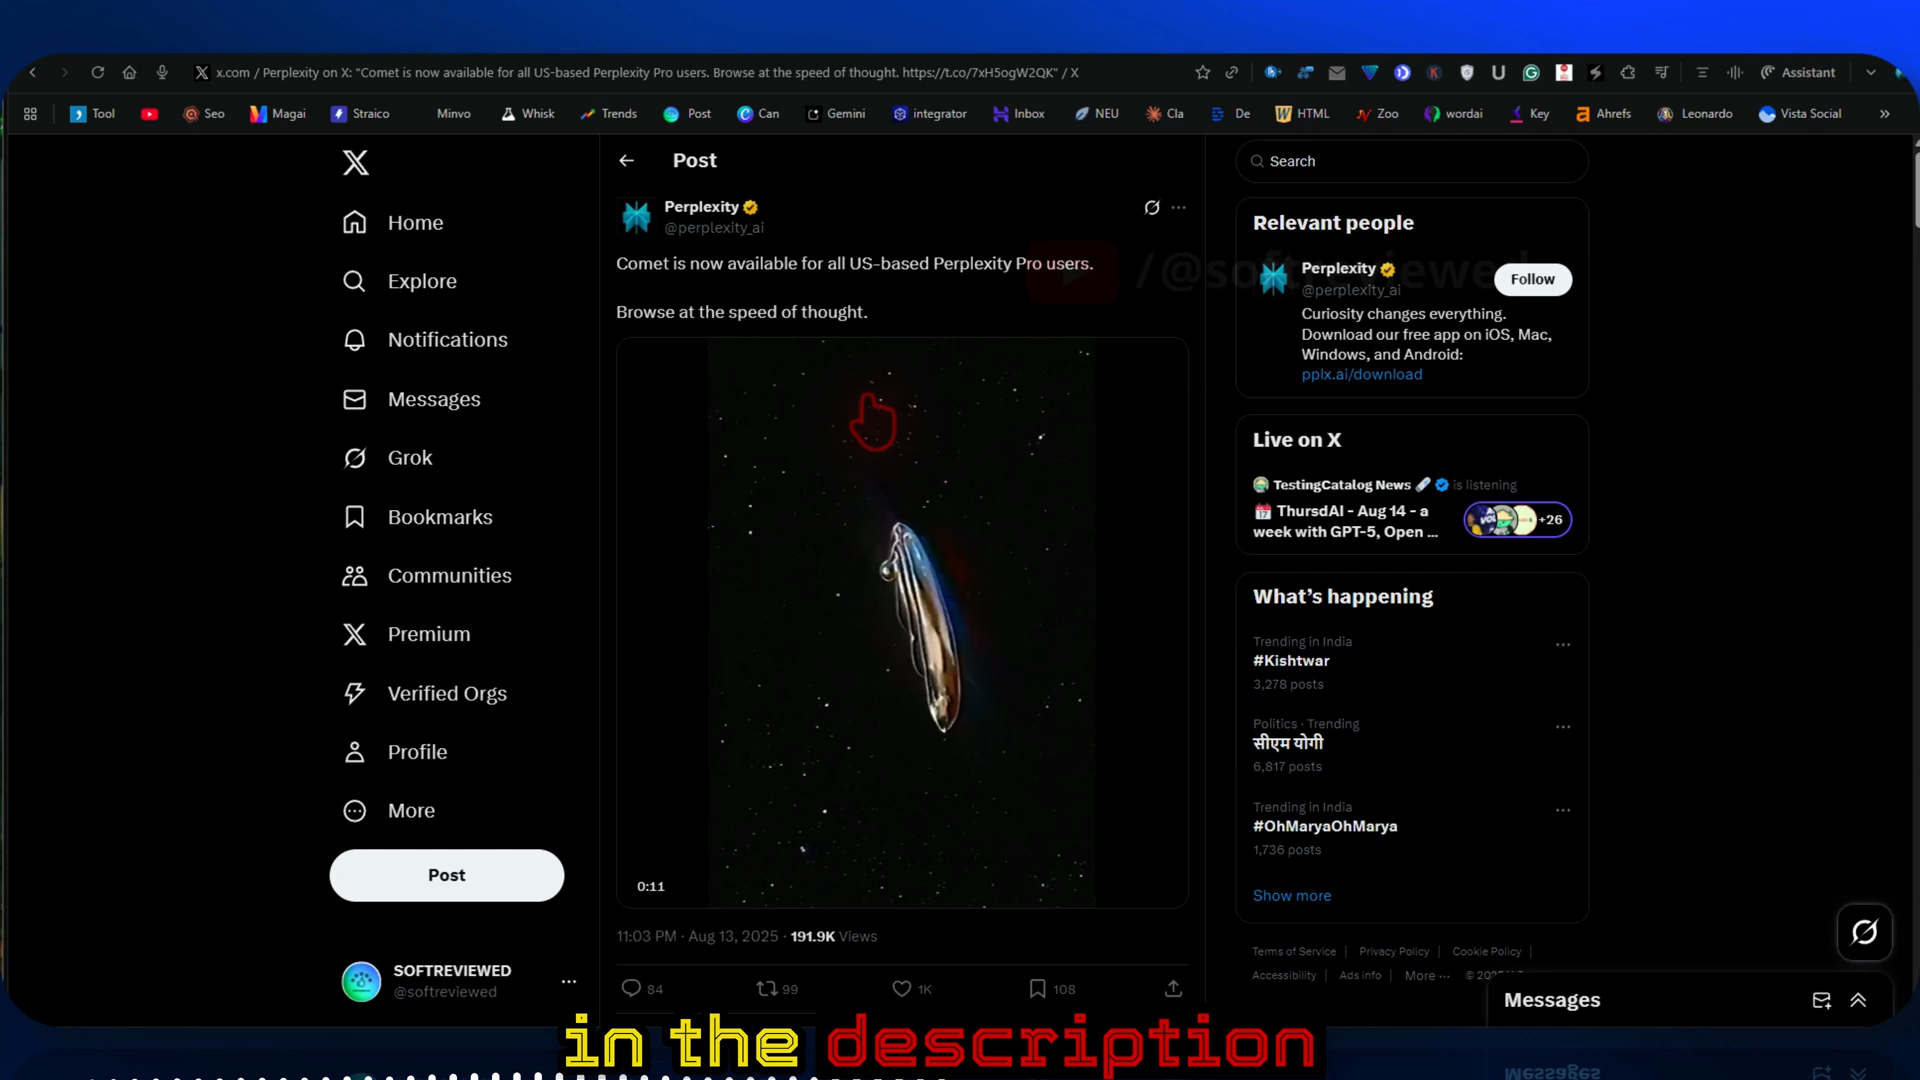 x.com / Perplexity on X: "Comet is now available for all US-based Perplexity Pro users. Browse at the speed of thought. https://t.co/7xH5ogW2QK" / X
Assistant
Tool
Seo
Magai
Straico
Minvo
Whisk
Trends
Post
Can
Gemini
integrator
Inbox
NEU
Cla
De
HTML
Zoo
wordai
Key
Ahrefs
Leonardo
Vista Social
Home
Explore
Notifications
Messages
Grok
Bookmarks
Communities
Premium
Verified Orgs
Profile
More
Post
SOFTREVIEWED
@softreviewed
Post
Perplexity
@perplexity_ai
Comet is now available for all US-based Perplexity Pro users.
Browse at the speed of thought.
0:11
11:03 PM · Aug 13, 2025 · 191.9K Views
84
99
1K
108
Search
Relevant people
Perplexity
@perplexity_ai
Follow
Curiosity changes everything.
Download our free app on iOS, Mac,
Windows, and Android:
pplx.ai/download
/@softreviewed
Live on X
TestingCatalog News is listening
ThursdAI - Aug 14 - a
week with GPT-5, Open ...
+26
What's happening
Trending in India
#Kishtwar
3,278 posts
Politics · Trending
सीएम योगी
6,817 posts
Trending in India
#OhMaryaOhMarya
1,736 posts
Show more
Terms of Service | Privacy Policy | Cookie Policy |
Accessibility | Ads info | More ··· ©
Messages
in the description
Messages